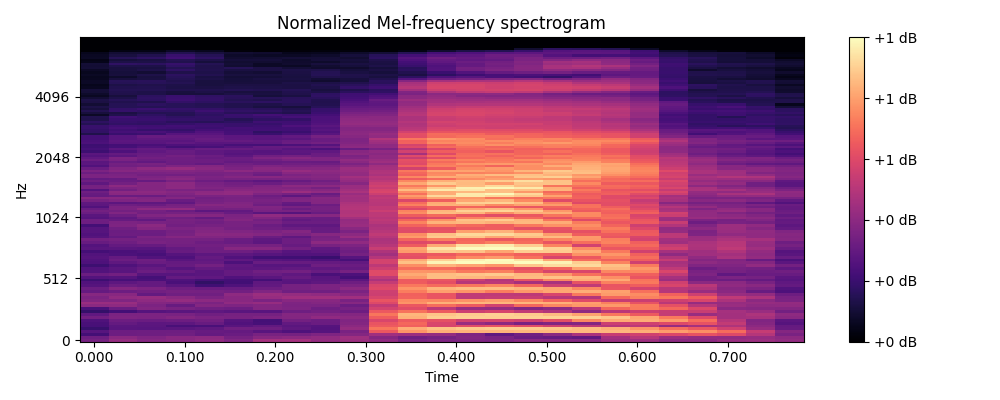 Normalized Mel-frequency spectrogram
Hz
4096
2048
1024
512
0
0.000 0.100 0.200 0.300 0.400 0.500 0.600 0.700
Time
+1 dB
+1 dB
+1 dB
+0 dB
+0 dB
+0 dB